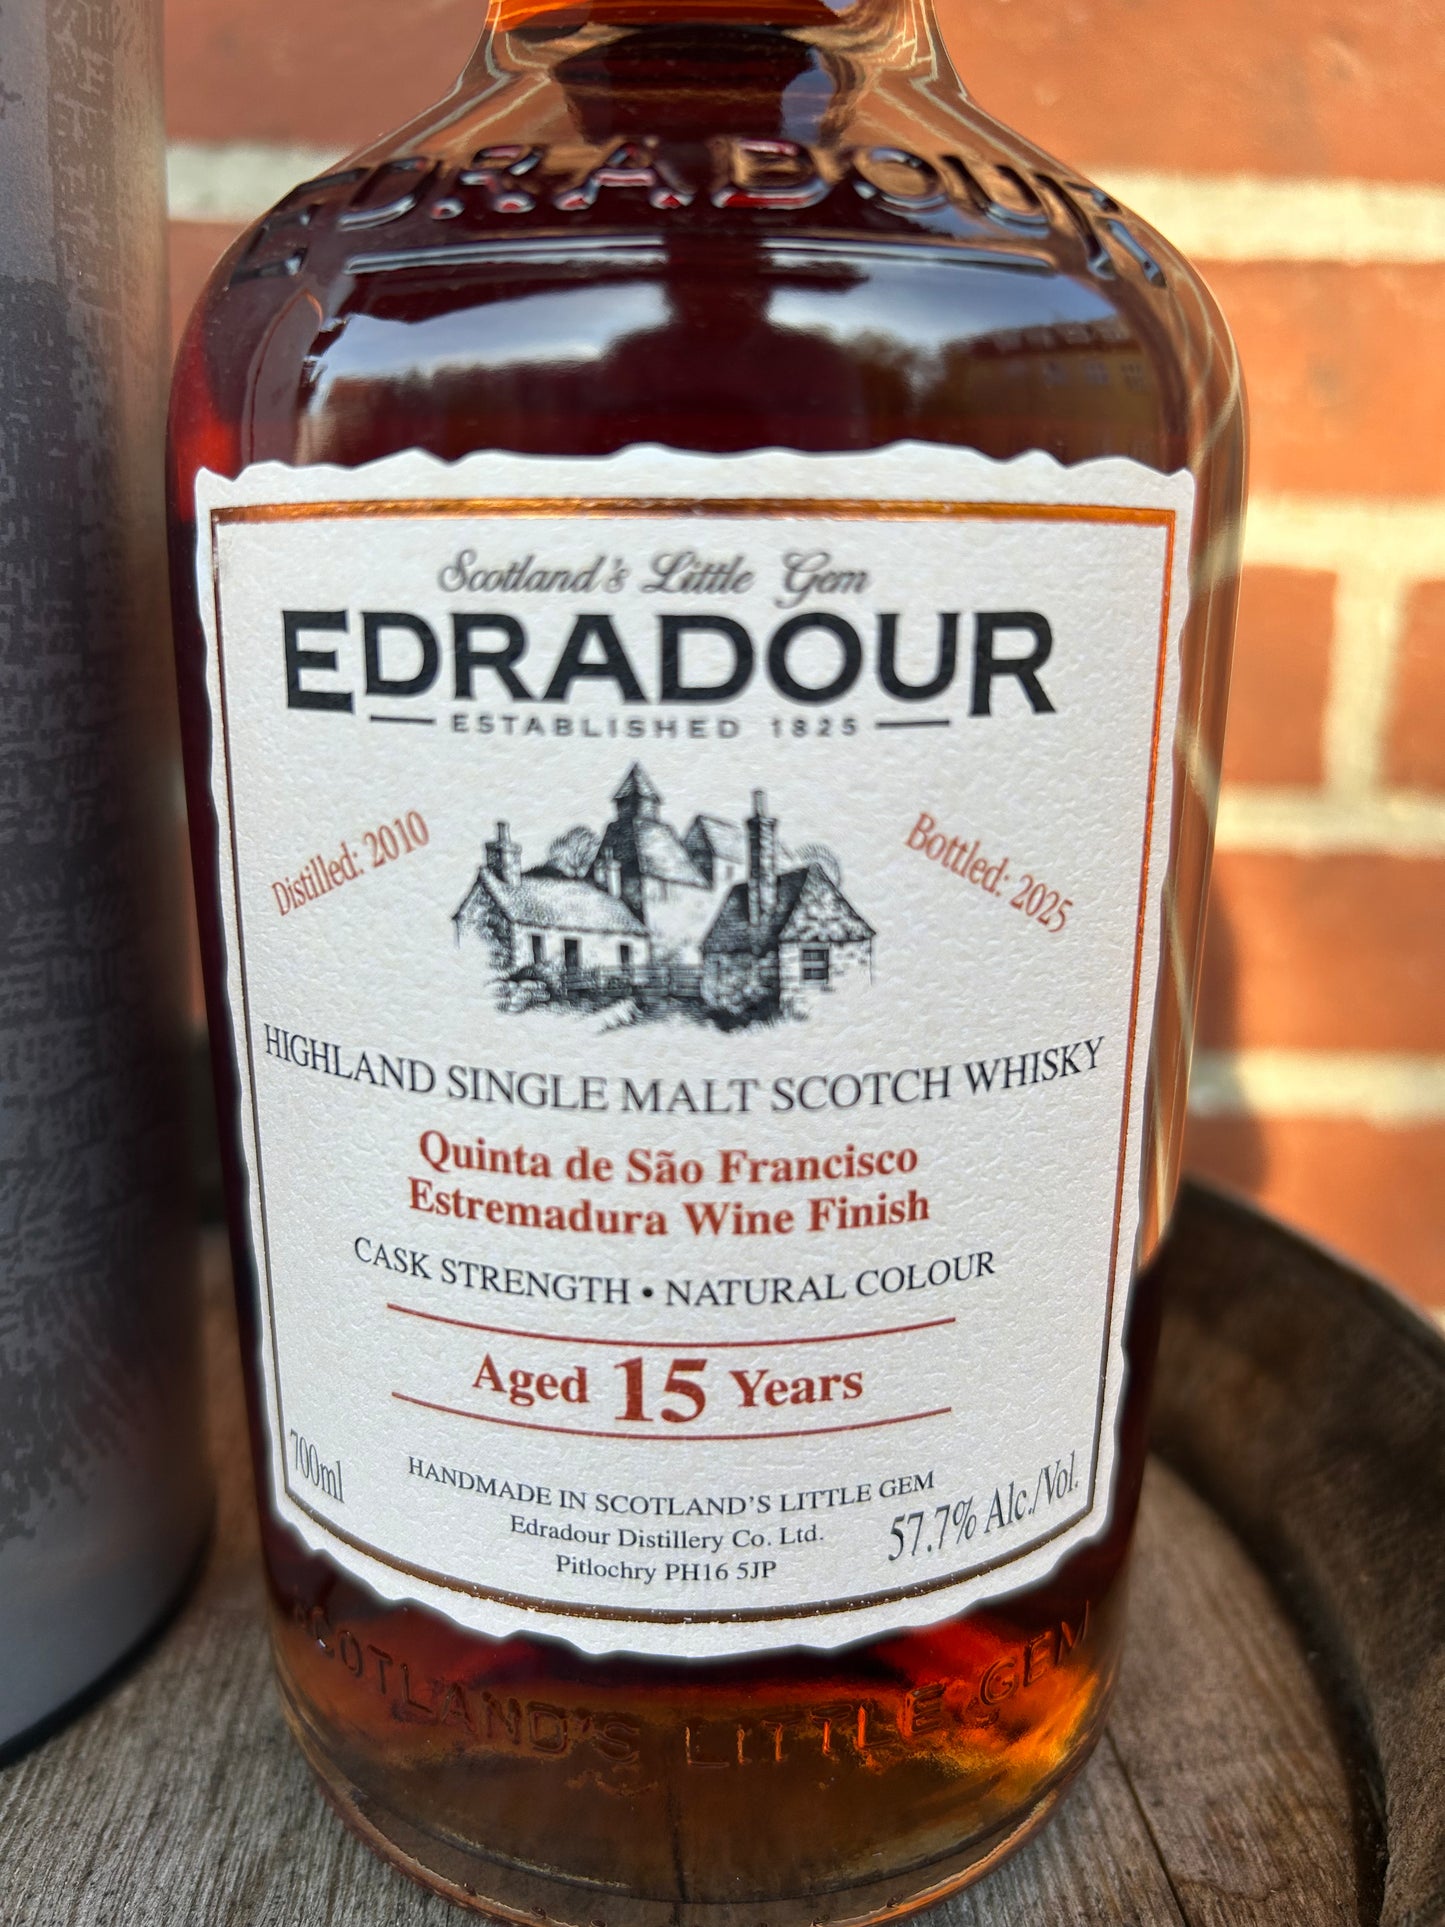 EDRADOUR
Scotland's Little Gem
EDRADOUR
ESTABLISHED 1825
Distilled: 2010
Bottled: 2025
HIGHLAND SINGLE MALT SCOTCH WHISKY
Quinta de São Francisco
Estremadura Wine Finish
CASK STRENGTH • NATURAL COLOUR
Aged 15 Years
700ml
HANDMADE IN SCOTLAND'S LITTLE GEM
Edradour Distillery Co. Ltd.
Pitlochry PH16 5JP
57.7% Alc./Vol.
SCOTLAND'S LITTLE GEM